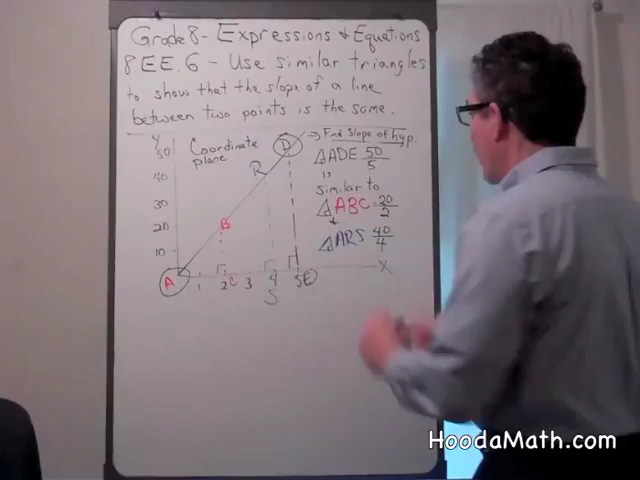 Grade 8 - Expressions & Equations
8 EE.6 - Use similar triangles
to show that the slope of a line
between two points is the same.
Y
Coordinate
plane
→ Find Slope of hyp.
50
40
30
20
10
D
R
B
A
△ADE 50/5
is
similar to
△ABC = 20/2
△ARS 40/4
1 2 C 3 4 5 E
S
X
HoodaMath.com